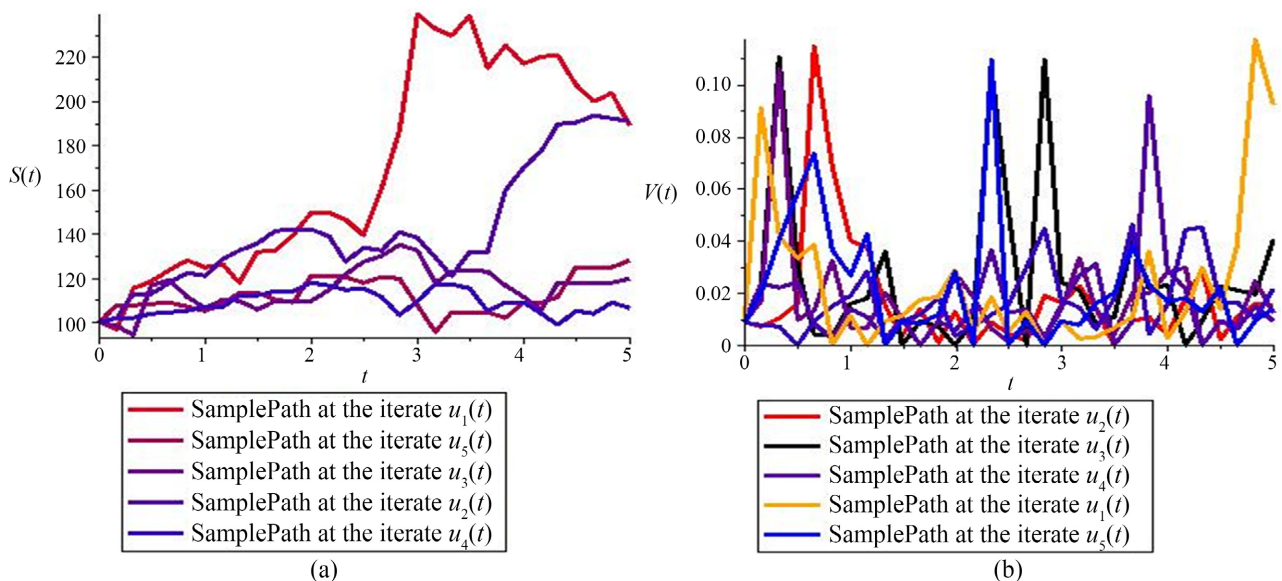 220
200
180
S(t)
160
140
120
100
0
1
2
3
4
5
t
SamplePath at the iterate u₁(t)
SamplePath at the iterate u₅(t)
SamplePath at the iterate u₃(t)
SamplePath at the iterate u₂(t)
SamplePath at the iterate u₄(t)
(a)
0.10
0.08
0.06
V(t)
0.04
0.02
0
0
1
2
3
4
5
t
SamplePath at the iterate u₂(t)
SamplePath at the iterate u₃(t)
SamplePath at the iterate u₄(t)
SamplePath at the iterate u₁(t)
SamplePath at the iterate u₅(t)
(b)